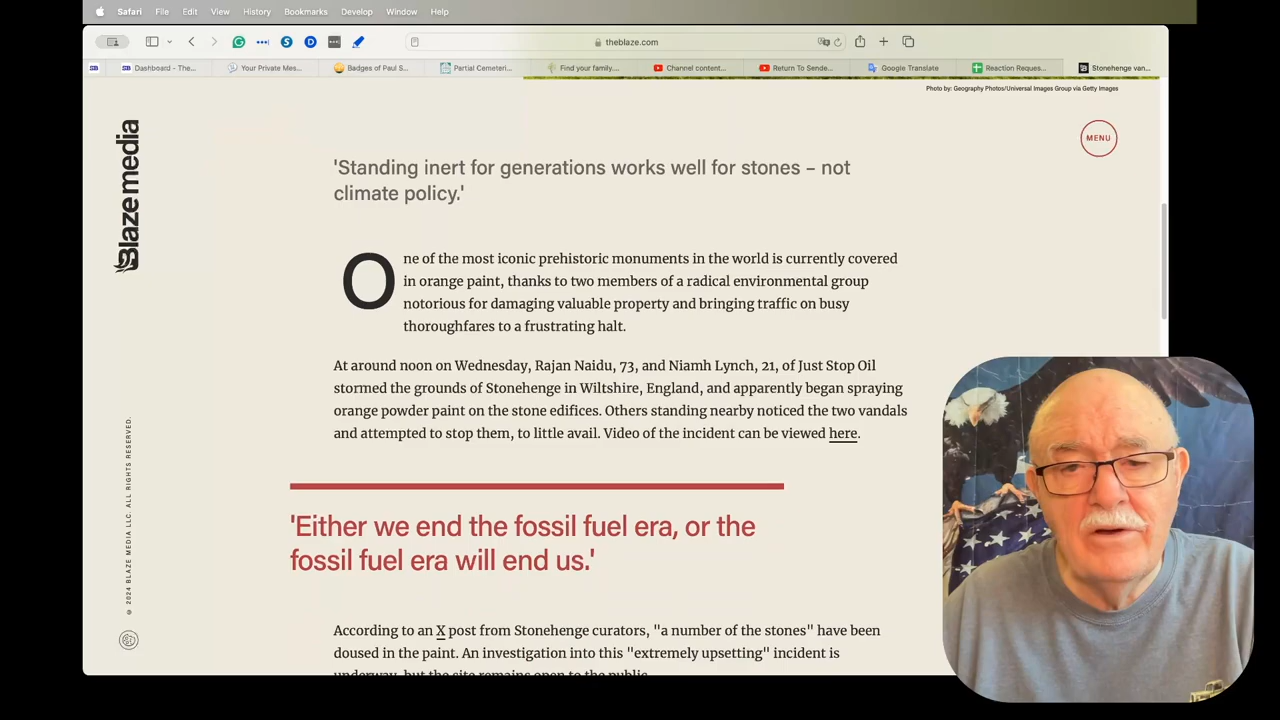 Safari File Edit View History Bookmarks Develop Window Help
theblaze.com
Dashboard - The... Your Private Mes... Badges of Paul S... Partial Cemeteri... Find your family.... Channel content... Return To Sende... Google Translate Reaction Reques... Stonehenge van...
Photo by: Geography Photos/Universal Images Group via Getty Images
Blaze media
MENU
'Standing inert for generations works well for stones – not
climate policy.'
One of the most iconic prehistoric monuments in the world is currently covered
in orange paint, thanks to two members of a radical environmental group
notorious for damaging valuable property and bringing traffic on busy
thoroughfares to a frustrating halt.
At around noon on Wednesday, Rajan Naidu, 73, and Niamh Lynch, 21, of Just Stop Oil
stormed the grounds of Stonehenge in Wiltshire, England, and apparently began spraying
orange powder paint on the stone edifices. Others standing nearby noticed the two vandals
and attempted to stop them, to little avail. Video of the incident can be viewed here.
'Either we end the fossil fuel era, or the
fossil fuel era will end us.'
According to an X post from Stonehenge curators, "a number of the stones" have been
doused in the paint. An investigation into this "extremely upsetting" incident is
underway, but the site remains open to the public.
© 2024 BLAZE MEDIA LLC. ALL RIGHTS RESERVED.